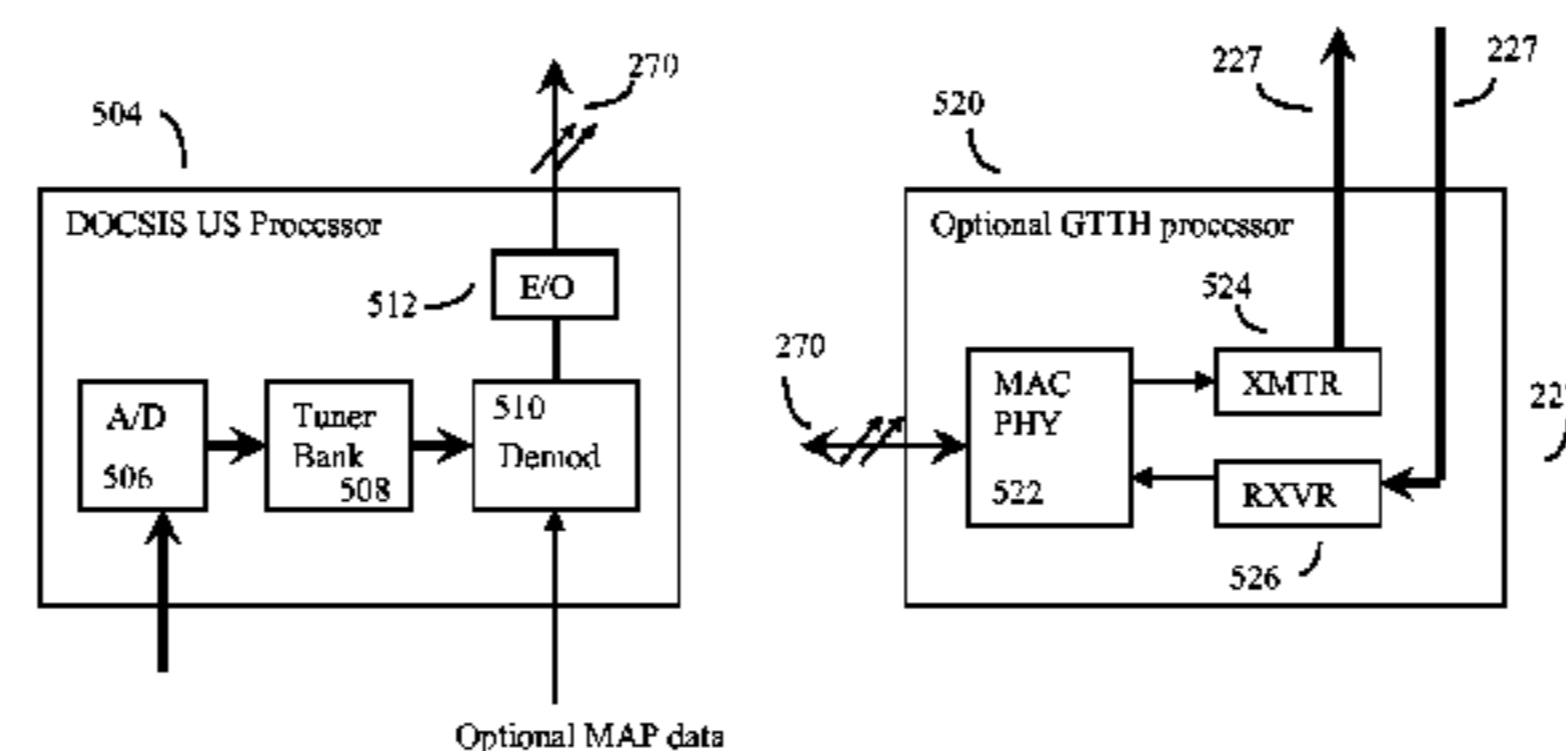 270
504
DOCSIS US Processor
E/O
512
A/D
506
Tuner
Bank
508
510
Demod
Optional MAP data
227
227
520
Optional GTTH processor
524
270
MAC
PHY
522
XMTR
RXVR
526